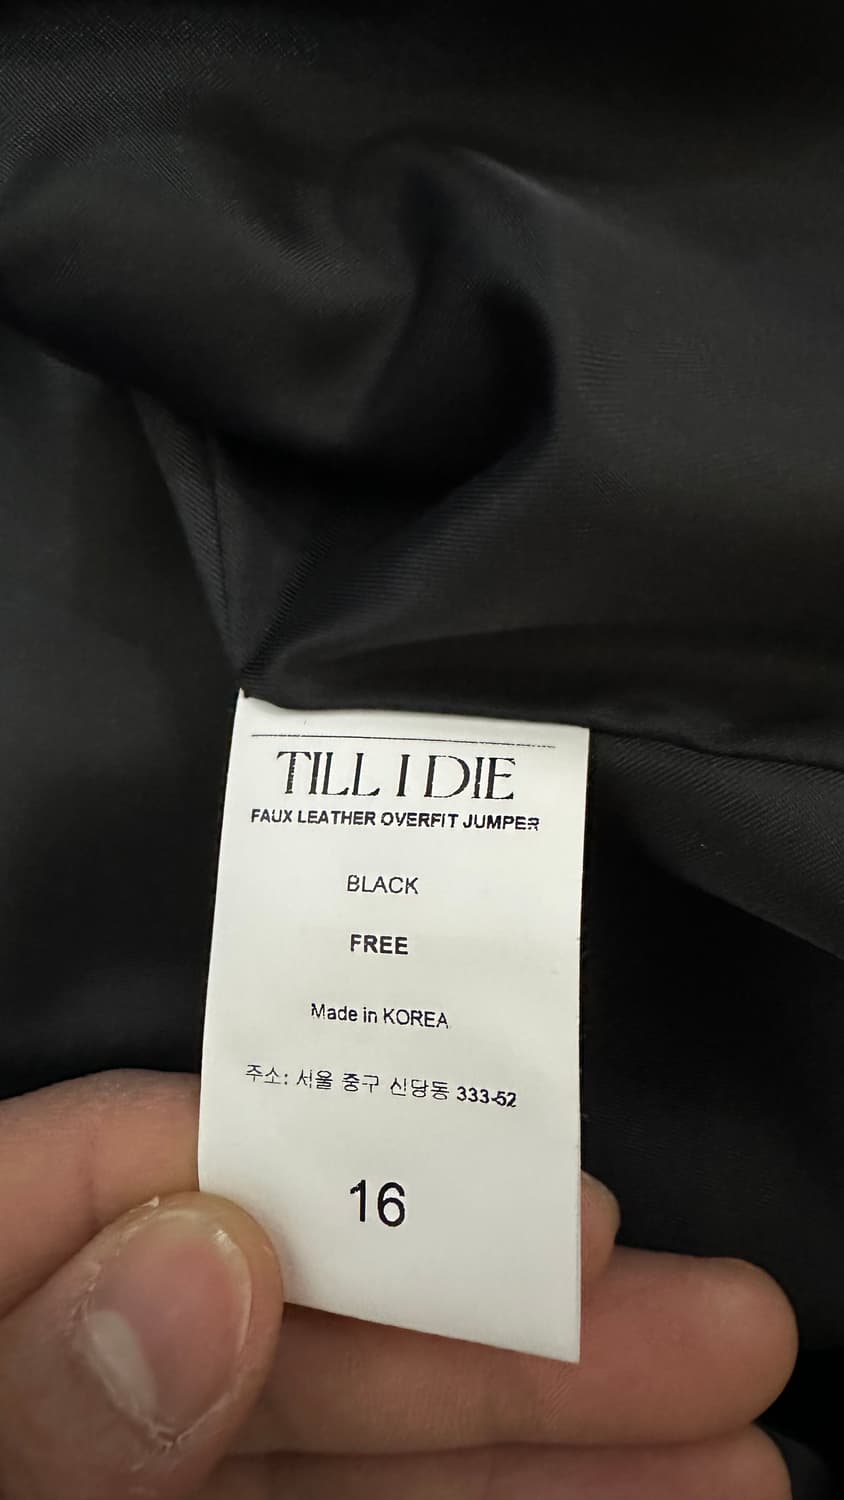 TILL I DIE
FAUX LEATHER OVERFIT JUMPER
BLACK
FREE
Made in KOREA
주소: 서울 중구 신당동 333-52
16